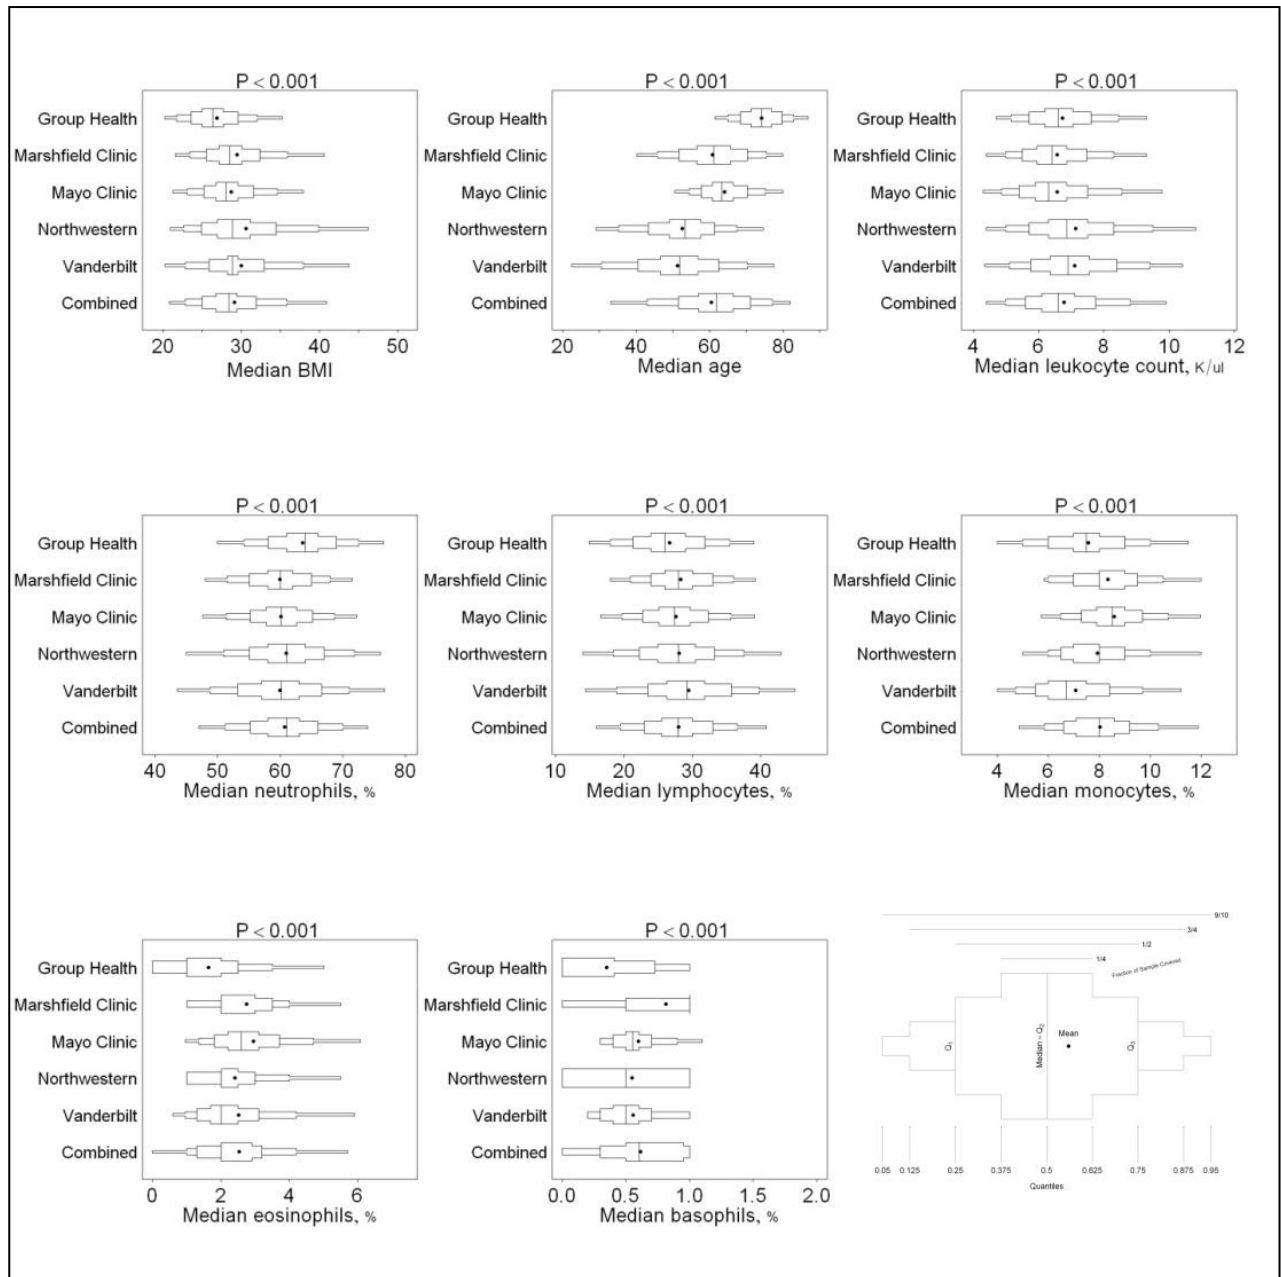 P < 0.001
Group Health
Marshfield Clinic
Mayo Clinic
Northwestern
Vanderbilt
Combined
20 30 40 50
Median BMI
P < 0.001
Group Health
Marshfield Clinic
Mayo Clinic
Northwestern
Vanderbilt
Combined
20 40 60 80
Median age
P < 0.001
Group Health
Marshfield Clinic
Mayo Clinic
Northwestern
Vanderbilt
Combined
4 6 8 10 12
Median leukocyte count, K/ul
P < 0.001
Group Health
Marshfield Clinic
Mayo Clinic
Northwestern
Vanderbilt
Combined
40 50 60 70 80
Median neutrophils, %
P < 0.001
Group Health
Marshfield Clinic
Mayo Clinic
Northwestern
Vanderbilt
Combined
10 20 30 40
Median lymphocytes, %
P < 0.001
Group Health
Marshfield Clinic
Mayo Clinic
Northwestern
Vanderbilt
Combined
4 6 8 10 12
Median monocytes, %
P < 0.001
Group Health
Marshfield Clinic
Mayo Clinic
Northwestern
Vanderbilt
Combined
0 2 4 6
Median eosinophils, %
P < 0.001
Group Health
Marshfield Clinic
Mayo Clinic
Northwestern
Vanderbilt
Combined
0.0 0.5 1.0 1.5 2.0
Median basophils, %
9/10
3/4
1/2
1/4
Fraction of Sample Covered
Q₁
Median = Q₂
Mean
Q₃
0.05 0.125 0.25 0.375 0.5 0.625 0.75 0.875 0.95
Quantiles